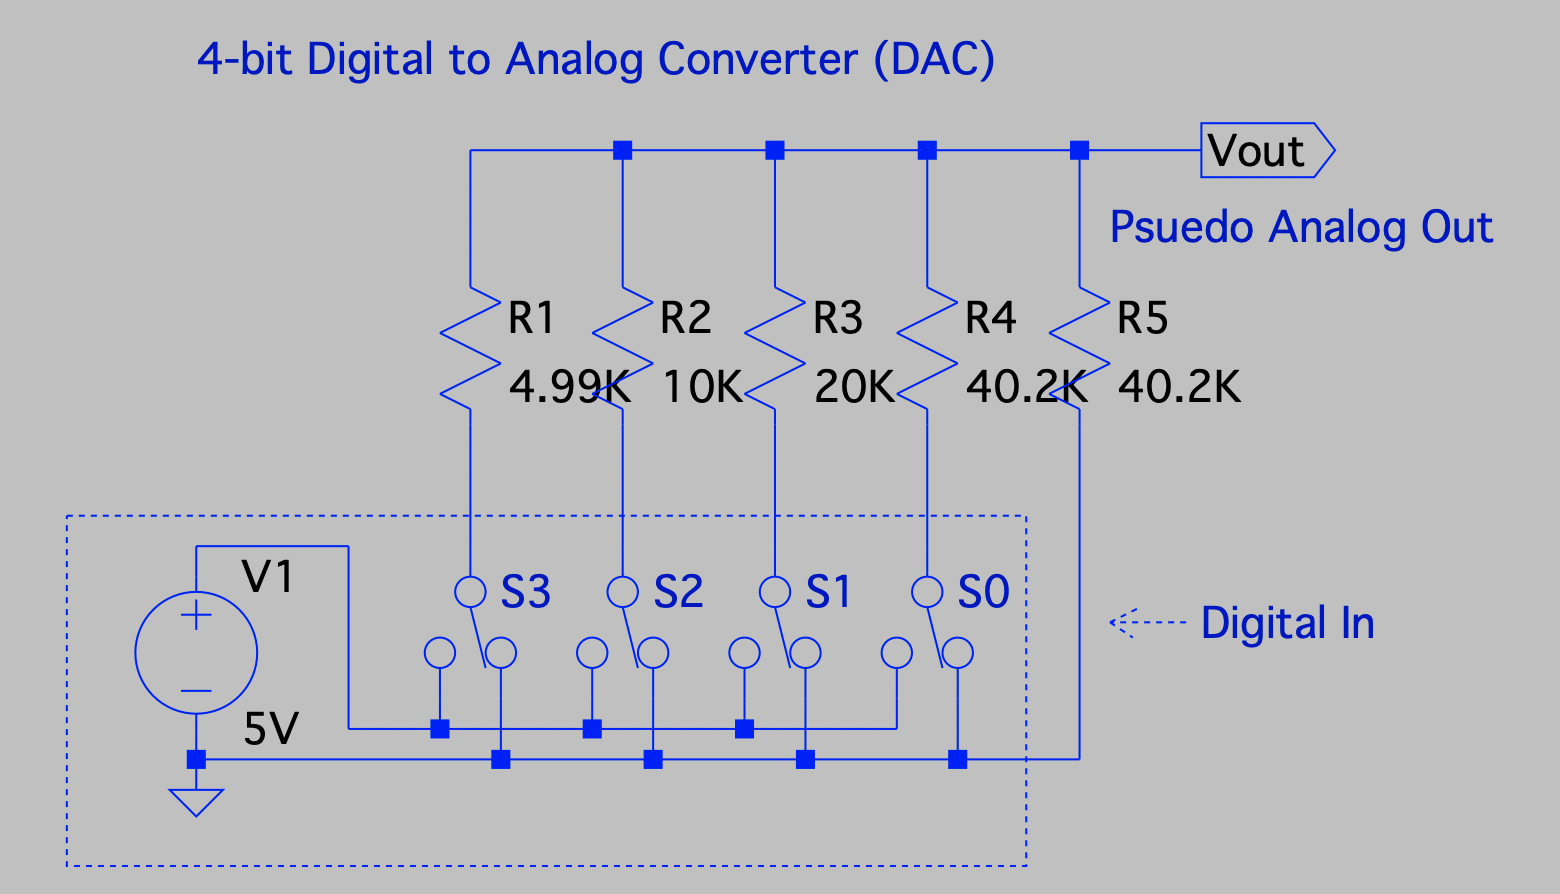 4-bit Digital to Analog Converter (DAC)
Vout
Psuedo Analog Out
R1 R2 R3 R4 R5
4.99K 10K 20K 40.2K 40.2K
V1
S3 S2 S1 S0
Digital In
5V